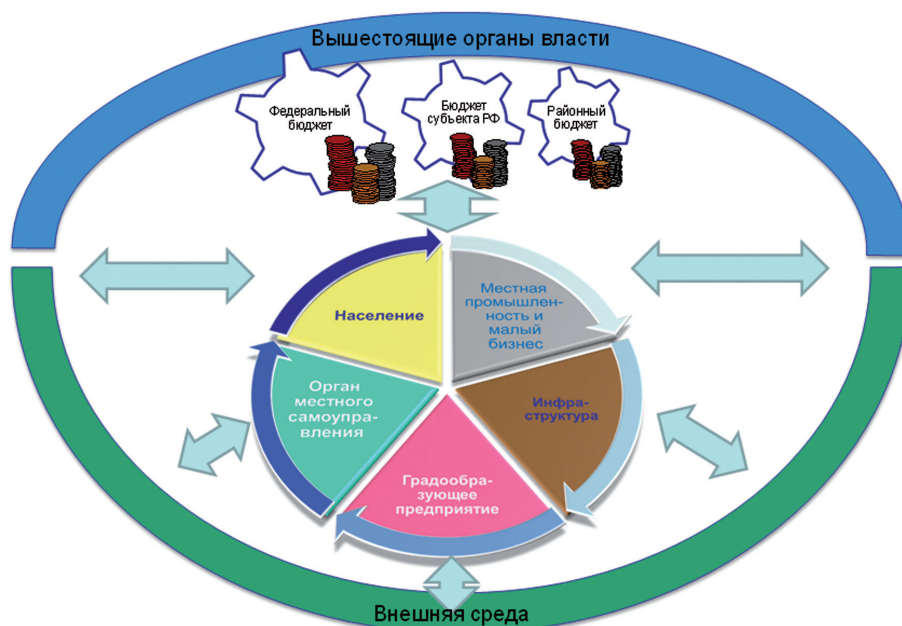 Вышестоящие органы власти
Федеральный
бюджет
Бюджет
субъекта РФ
Районный
бюджет
Население
Местная
промышлен-
ность и
малый
бизнес
Орган
местного
самоупра-
вления
Инфра-
структура
Градообра-
зующее
предприятие
Внешняя среда